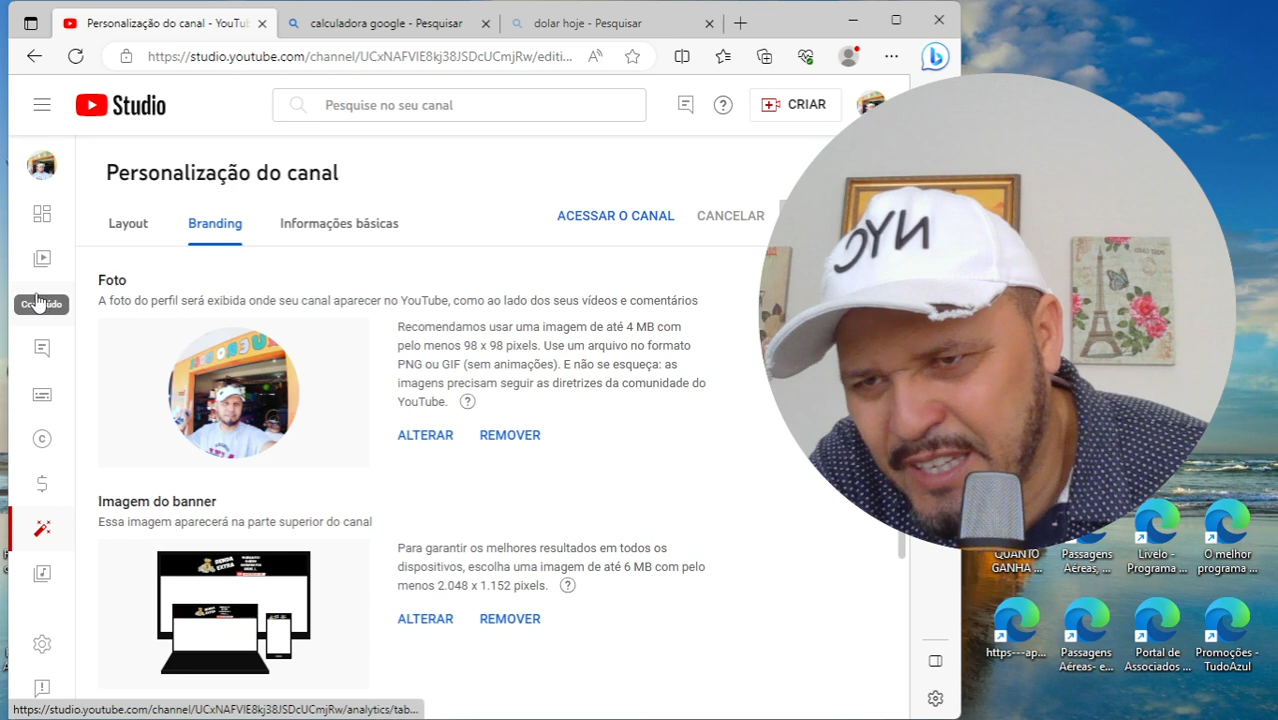 Personalização do canal - YouTu
calculadora google - Pesquisar
dolar hoje - Pesquisar
https://studio.youtube.com/channel/UCxNAFVIE8kj38JSDcUCmjRw/editi...
Studio
Pesquise no seu canal
CRIAR
Personalização do canal
Layout
Branding
Informações básicas
ACESSAR O CANAL
CANCELAR
Foto
A foto do perfil será exibida onde seu canal aparecer no YouTube, como ao lado dos seus vídeos e comentários
Recomendamos usar uma imagem de até 4 MB com
pelo menos 98 x 98 pixels. Use um arquivo no formato
PNG ou GIF (sem animações). E não se esqueça: as
imagens precisam seguir as diretrizes da comunidade do
YouTube.
ALTERAR
REMOVER
Imagem do banner
Essa imagem aparecerá na parte superior do canal
RENDA
EXTRA
Para garantir os melhores resultados em todos os
dispositivos, escolha uma imagem de até 6 MB com pelo
menos 2.048 x 1.152 pixels.
ALTERAR
REMOVER
https://studio.youtube.com/channel/UCxNAFVIE8kj38JSDcUCmjRw/analytics/tab...
NYC
QUANTO
GANHA ...
Passagens
Aéreas, ...
Livelo -
Programa ...
O melhor
programa ...
https---ap...
Passagens
Aéreas- e...
Portal de
Associados ...
Promoções -
TudoAzul